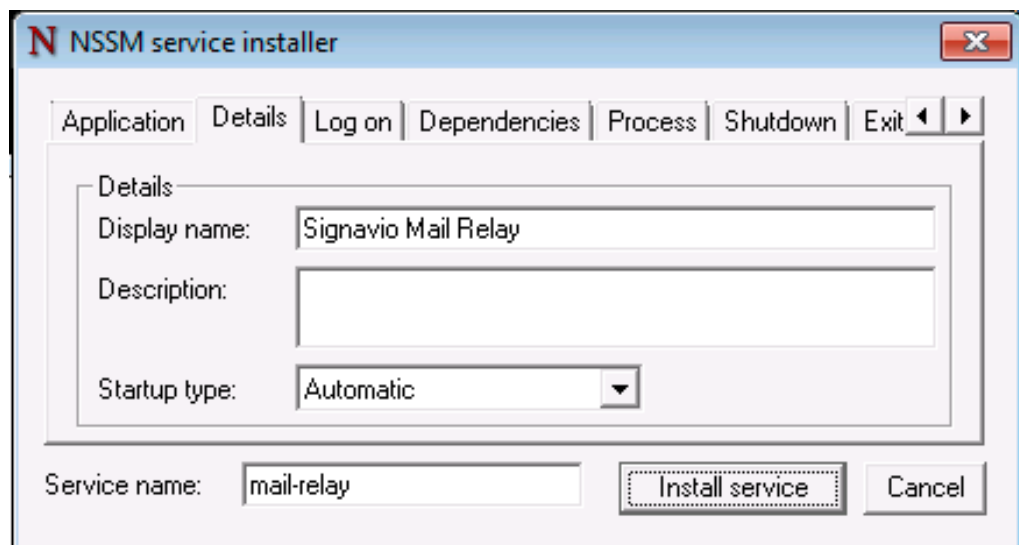 N NSSM service installer
Application Details Log on Dependencies Process Shutdown Exit
Details
Display name: Signavio Mail Relay
Description:
Startup type: Automatic
Service name: mail-relay Install service Cancel